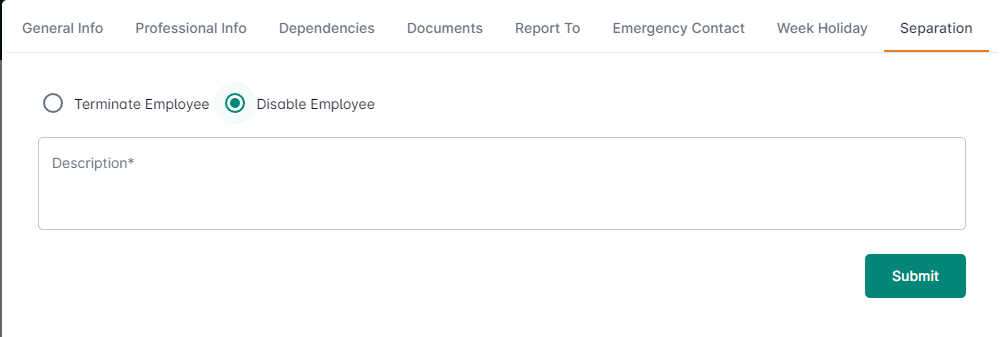 General Info Professional Info Dependencies Documents Report To Emergency Contact Week Holiday Separation
Terminate Employee Disable Employee
Description*
Submit